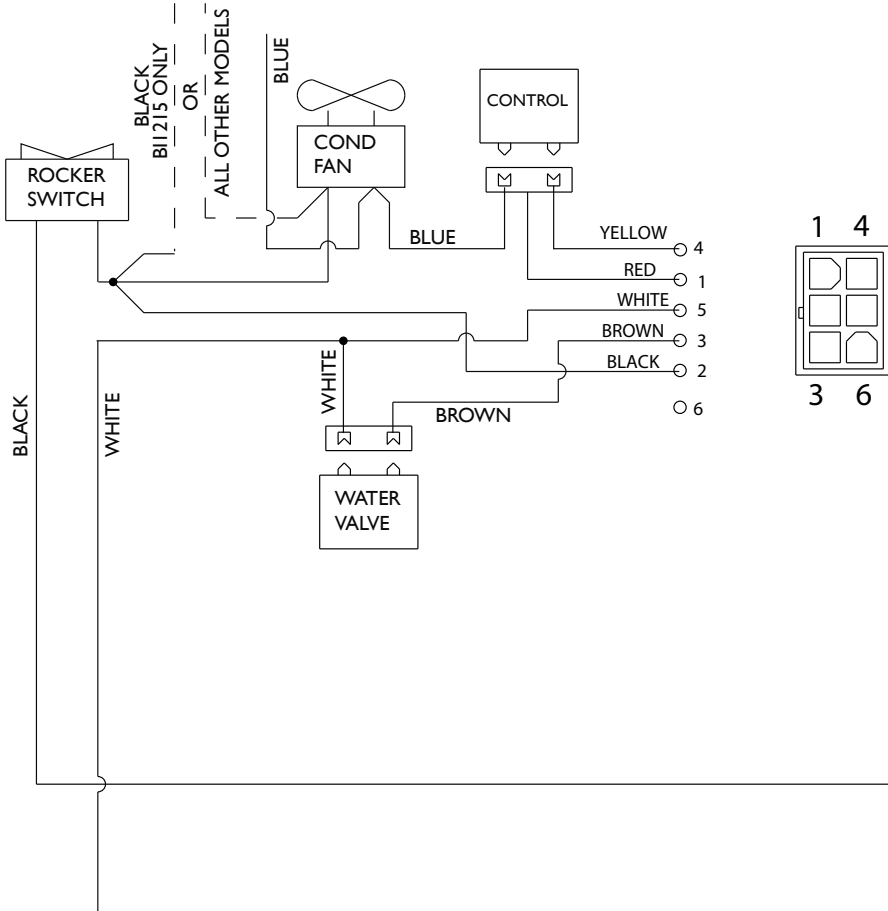 BLACK
BI1215 ONLY
OR
ALL OTHER MODELS
BLUE
COND
FAN
CONTROL
ROCKER
SWITCH
BLUE
YELLOW 4
RED 1
WHITE 5
BROWN 3
BLACK 2
6
1 4
3 6
BLACK
WHITE
WHITE
BROWN
WATER
VALVE